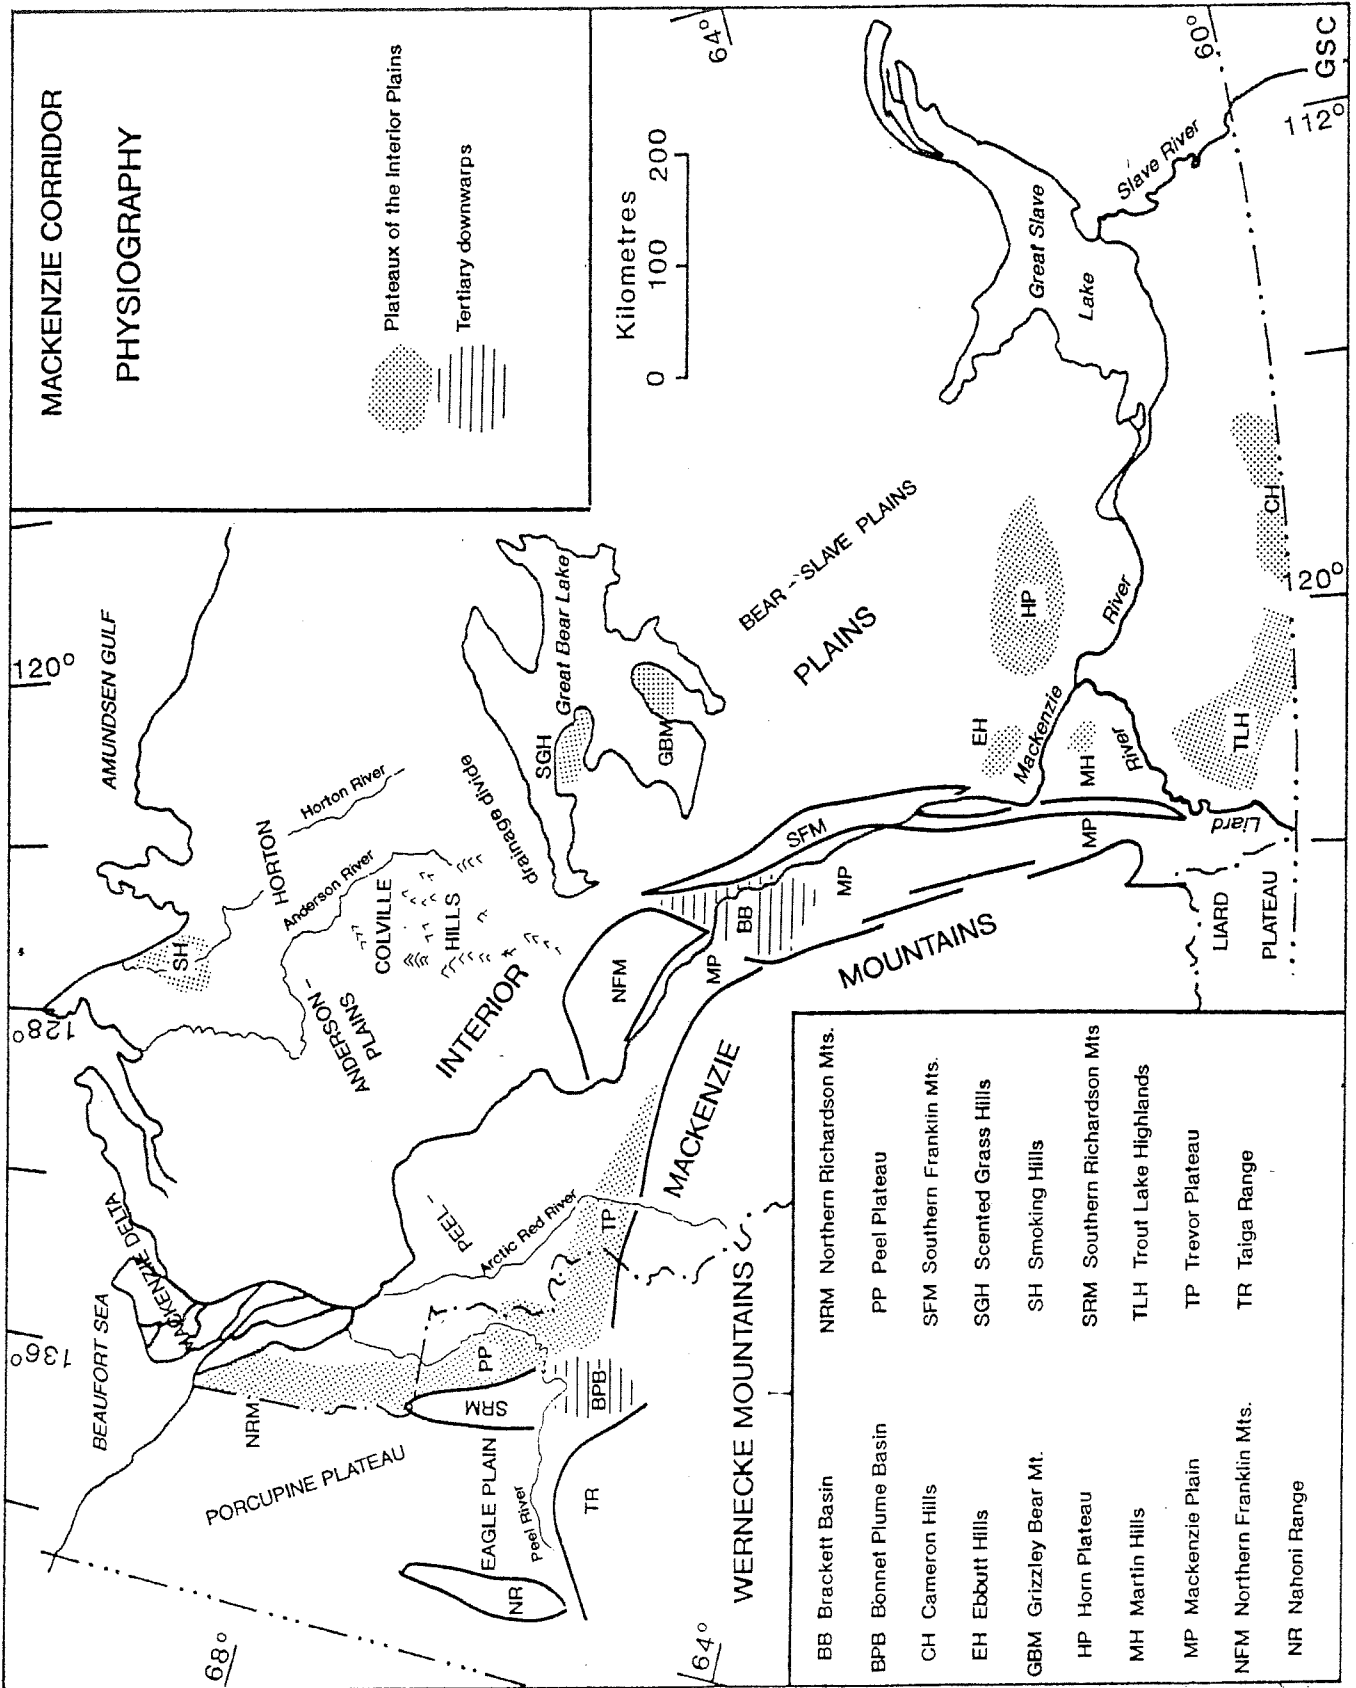 MACKENZIE CORRIDOR
PHYSIOGRAPHY
Plateaux of the Interior Plains
Tertiary downwarps
Kilometres
0 100 200
64°
60°
GSC
112°
120°
120°
128°
136°
68°
64°
AMUNDSEN GULF
BEAUFORT SEA
MACKENZIE DELTA
Horton River
HORTON
Anderson River
COLVILLE
HILLS
ANDERSON -
PLAINS
SH
drainage divide
Great Bear Lake
SGH
GBM
INTERIOR
PLAINS
BEAR - SLAVE PLAINS
Great Slave
Lake
Slave River
HP
EH
CH
Mackenzie
River
MH
River
TLH
Liard
LIARD
PLATEAU
SFM
MP
MP
BB
MP
NFM
MACKENZIE
MOUNTAINS
PEEL -
Arctic Red River
TP
PP
NRM
SRM
BPB
PORCUPINE PLATEAU
EAGLE PLAIN
Peel River
TR
NR
WERNECKE MOUNTAINS
BB Brackett Basin
BPB Bonnet Plume Basin
CH Cameron Hills
EH Ebbutt Hills
GBM Grizzley Bear Mt.
HP Horn Plateau
MH Martin Hills
MP Mackenzie Plain
NFM Northern Franklin Mts.
NR Nahoni Range
NRM Northern Richardson Mts.
PP Peel Plateau
SFM Southern Franklin Mts.
SGH Scented Grass Hills
SH Smoking Hills
SRM Southern Richardson Mts
TLH Trout Lake Highlands
TP Trevor Plateau
TR Taiga Range